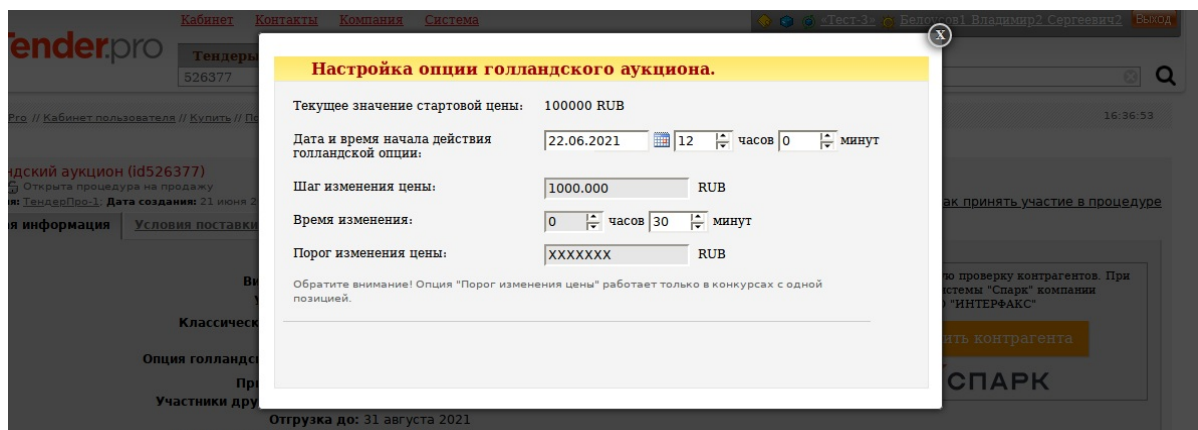 Кабинет Контакты Компания Система «Тест-3» Белоусов1 Владимир2 Сергеевич2 Выход
X
ender.pro Тендеры
Настройка опции голландского аукциона.
526377
Текущее значение стартовой цены: 100000 RUB
Pro // Кабинет пользователя // Купить // 16:36:53
Дата и время начала действия голландской опции: 22.06.2021 12 часов 0 минут
ндский аукцион (id526377)
Открыта процедура на продажу
Шаг изменения цены: 1000.000 RUB
ТендерПро-1; Дата создания: 21 июня 2
ак принять участие в процедуре
я информация Условия поставки
Время изменения: 0 часов 30 минут
Порог изменения цены: XXXXXXX RUB
Обратите внимание! Опция "Порог изменения цены" работает только в конкурсах с одной
позицией.
ую проверку контрагентов. При
истемы "Спарк" компании
"ИНТЕРФАКС"
Классическ
ить контрагента
Опция голландс
При
СПАРК
Участники дру
Отгрузка до: 31 августа 2021